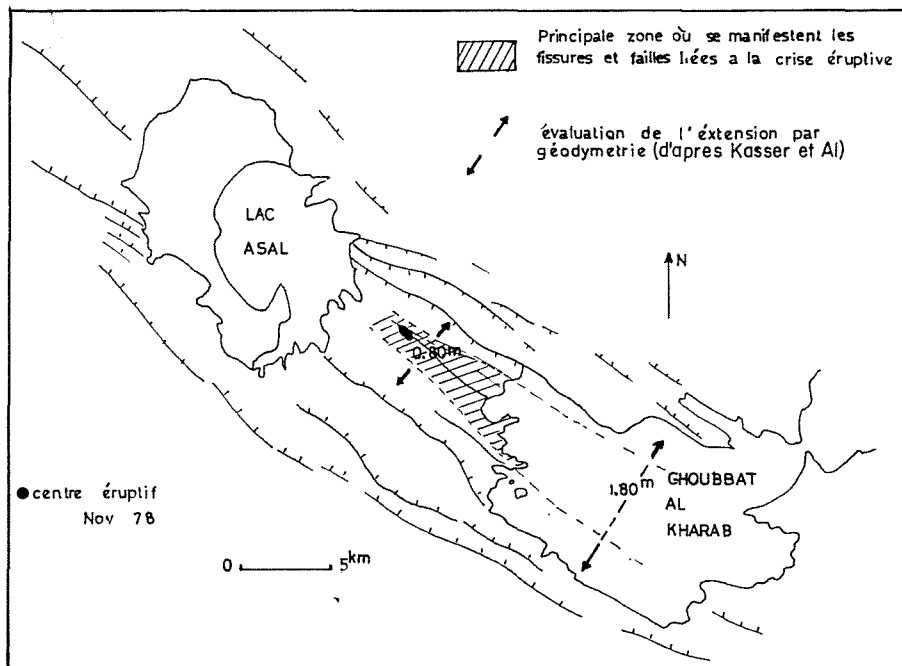 Principale zone où se manifestent les
fissures et failles liées a la crise éruptive
évaluation de l'éxtension par
géodymetrie (d'apres Kasser et Al)
LAC
ASAL
N
0.80m
1.80m
GHOUBBAT
AL
KHARAB
centre éruptif
Nov 78
0 5km